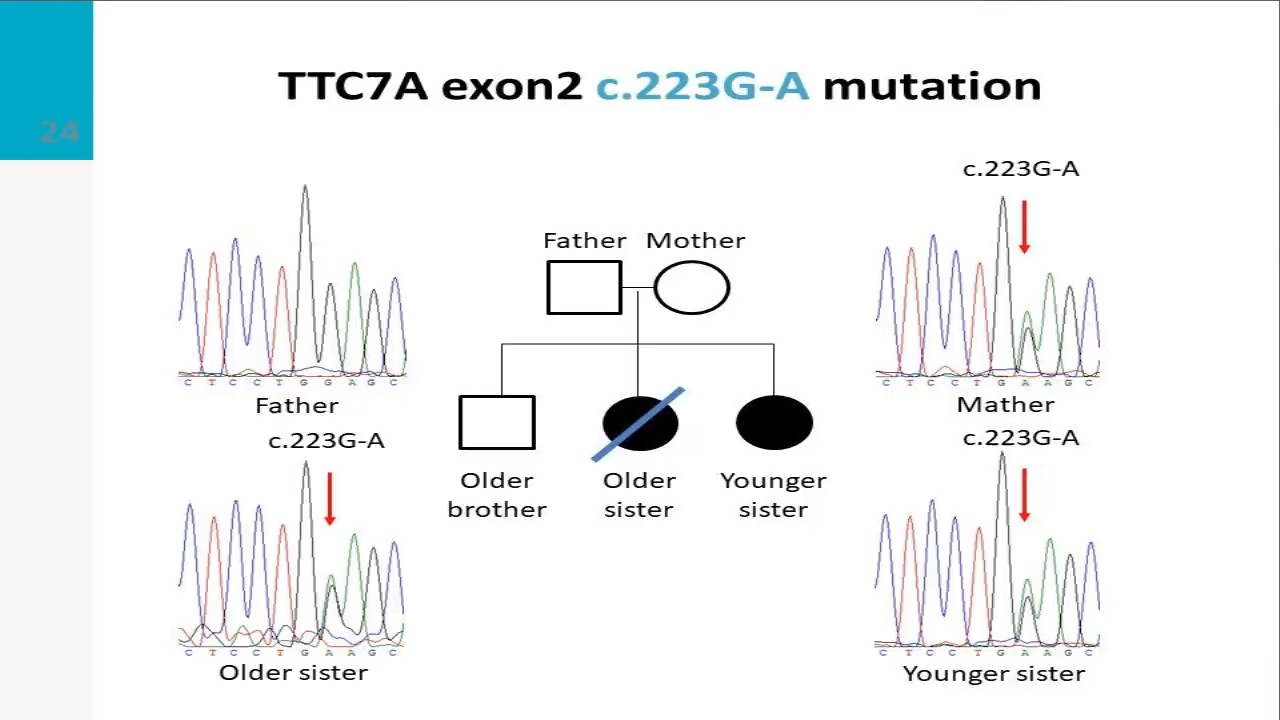 TTC7A exon2 c.223G-A mutation
24
c.223G-A
Father Mother
C T C C T G G A G C
Father
C T C C T G A A G C
Mather
c.223G-A
c.223G-A
Older brother
Older sister
Younger sister
C T C C T G A A G C
Older sister
C T C C T G A A G C
Younger sister